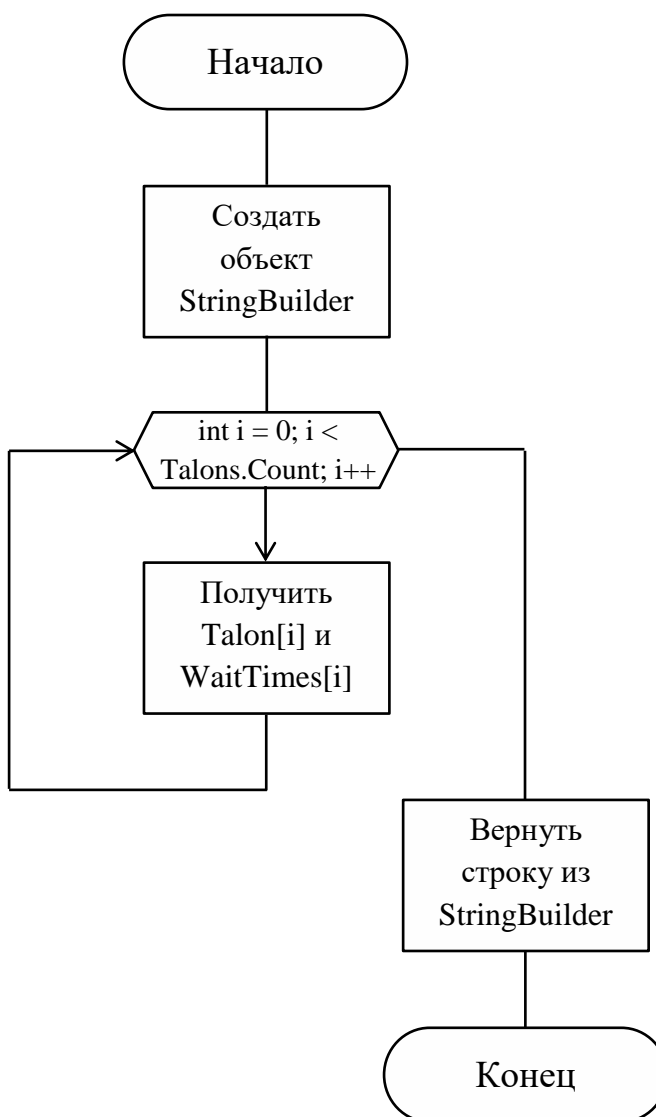 Начало
Создать
объект
StringBuilder
int i = 0; i <
Talons.Count; i++
Получить
Talon[i] и
WaitTimes[i]
Вернуть
строку из
StringBuilder
Конец